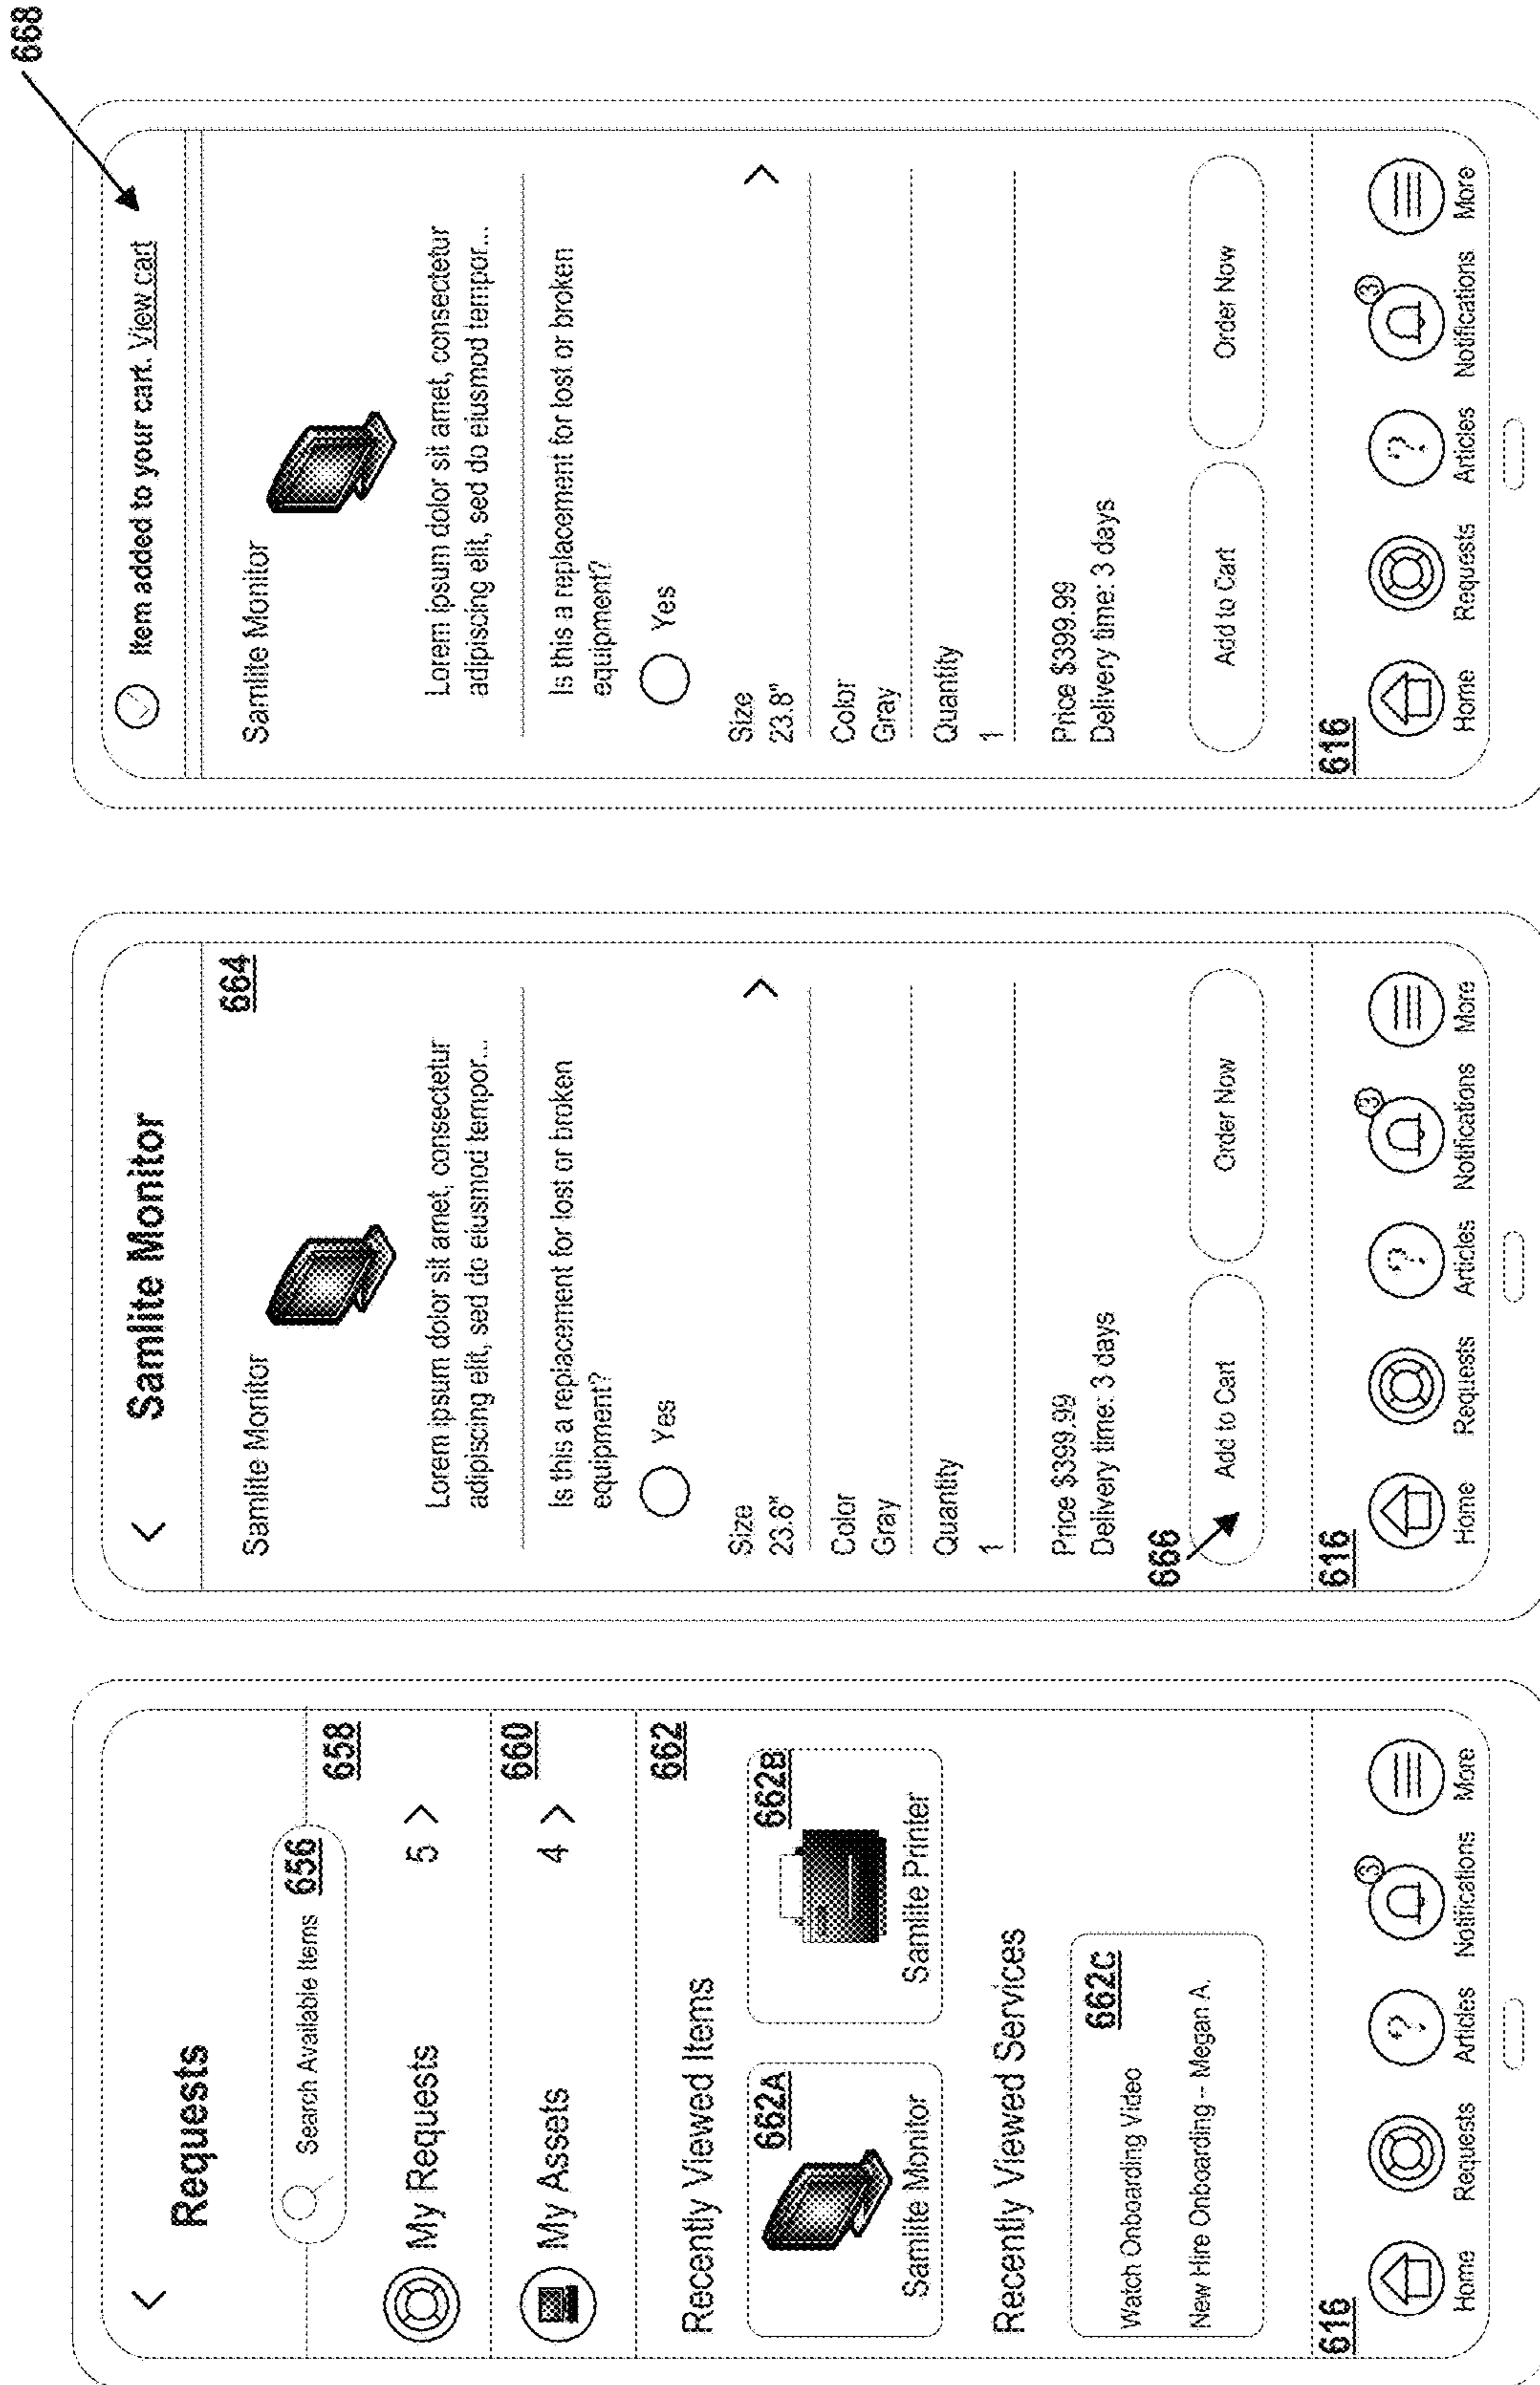 Requests
Search Available Items 656
658
My Requests 5 >
660
My Assets 4 >
662
Recently Viewed Items
662A
662B
Samlite Monitor
Samlite Printer
Recently Viewed Services
662C
Watch Onboarding Video
New Hire Onboarding -- Megan A.
616
3
Home Requests Articles Notifications More
Samlite Monitor
664
Samlite Monitor
Lorem ipsum dolor sit amet, consectetur
adipiscing elit, sed do eiusmod tempor...
Is this a replacement for lost or broken
equipment?
Yes
Size
23.8"
Color
Gray
Quantity
1
Price $399.99
Delivery time: 3 days
666
Add to Cart
Order Now
616
3
Home Requests Articles Notifications More
668
Item added to your cart. View cart
Samlite Monitor
Lorem ipsum dolor sit amet, consectetur
adipiscing elit, sed do eiusmod tempor...
Is this a replacement for lost or broken
equipment?
Yes
Size
23.8"
Color
Gray
Quantity
1
Price $399.99
Delivery time: 3 days
Add to Cart
Order Now
616
3
Home Requests Articles Notifications More